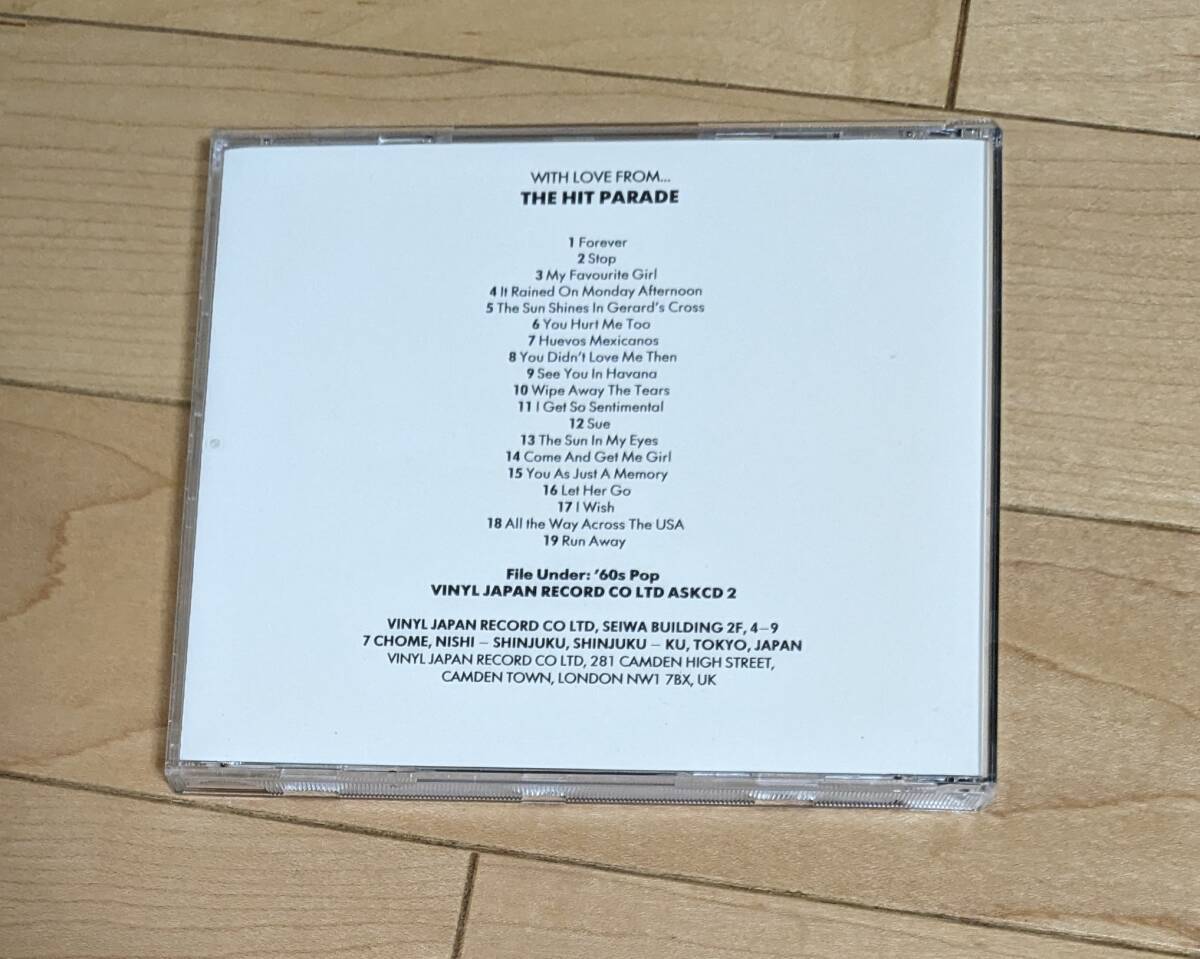 WITH LOVE FROM...
THE HIT PARADE
1 Forever
2 Stop
3 My Favourite Girl
4 It Rained On Monday Afternoon
5 The Sun Shines In Gerard's Cross
6 You Hurt Me Too
7 Huevos Mexicanos
8 You Didn't Love Me Then
9 See You In Havana
10 Wipe Away The Tears
11 I Get So Sentimental
12 Sue
13 The Sun In My Eyes
14 Come And Get Me Girl
15 You As Just A Memory
16 Let Her Go
17 I Wish
18 All the Way Across The USA
19 Run Away
File Under: '60s Pop
VINYL JAPAN RECORD CO LTD ASKCD 2
VINYL JAPAN RECORD CO LTD, SEIWA BUILDING 2F, 4–9
7 CHOME, NISHI – SHINJUKU, SHINJUKU – KU, TOKYO, JAPAN
VINYL JAPAN RECORD CO LTD, 281 CAMDEN HIGH STREET,
CAMDEN TOWN, LONDON NW1 7BX, UK